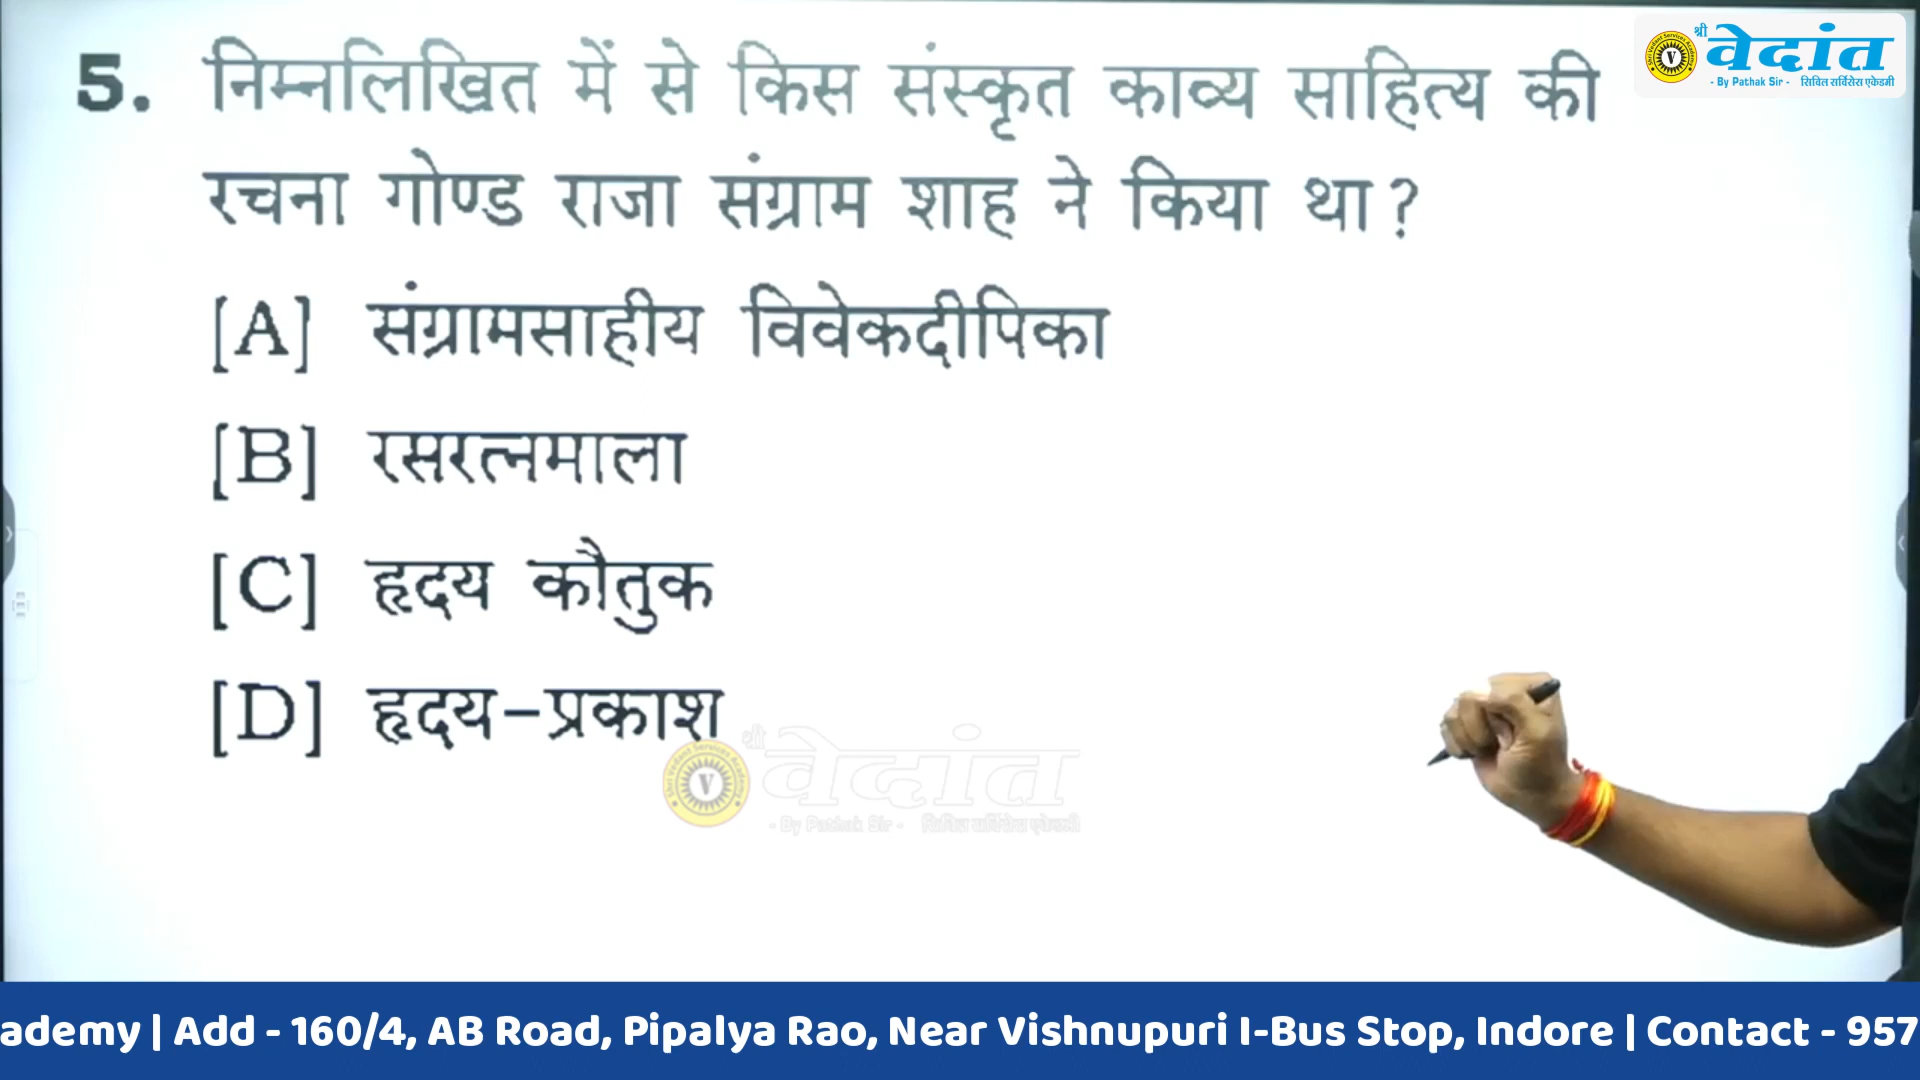 5. निम्नलिखित में से किस संस्कृत काव्य साहित्य की
रचना गोण्ड राजा संग्राम शाह ने किया था?
[A] संग्रामसाहीय विवेकदीपिका
[B] रसरत्नमाला
[C] हृदय कौतुक
[D] हृदय-प्रकाश
श्री वेदांत
- By Pathak Sir - सिविल सर्विसेस एकेडमी
श्री वेदांत
- By Pathak Sir - सिविल सर्विसेस एकेडमी
ademy | Add - 160/4, AB Road, Pipalya Rao, Near Vishnupuri I-Bus Stop, Indore | Contact - 957